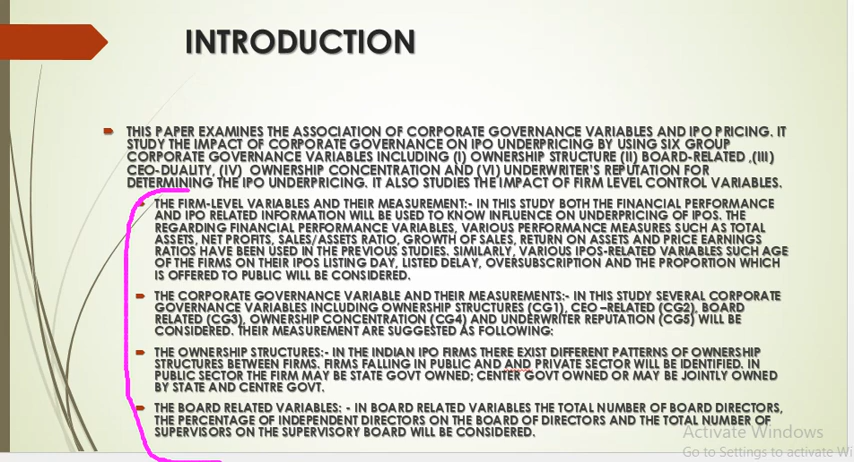 INTRODUCTION
THIS PAPER EXAMINES THE ASSOCIATION OF CORPORATE GOVERNANCE VARIABLES AND IPO PRICING. IT
STUDY THE IMPACT OF CORPORATE GOVERNANCE ON IPO UNDERPRICING BY USING SIX GROUP
CORPORATE GOVERNANCE VARIABLES INCLUDING (I) OWNERSHIP STRUCTURE (II) BOARD-RELATED ,(III)
CEO-DUALITY, (IV) OWNERSHIP CONCENTRATION AND (VI) UNDERWRITER'S REPUTATION FOR
DETERMINING THE IPO UNDERPRICING. IT ALSO STUDIES THE IMPACT OF FIRM LEVEL CONTROL VARIABLES.
THE FIRM-LEVEL VARIABLES AND THEIR MEASUREMENT:- IN THIS STUDY BOTH THE FINANCIAL PERFORMANCE
AND IPO RELATED INFORMATION WILL BE USED TO KNOW INFLUENCE ON UNDERPRICING OF IPOS. THE
REGARDING FINANCIAL PERFORMANCE VARIABLES, VARIOUS PERFORMANCE MEASURES SUCH AS TOTAL
ASSETS, NET PROFITS, SALES/ASSETS RATIO, GROWTH OF SALES, RETURN ON ASSETS AND PRICE EARNINGS
RATIOS HAVE BEEN USED IN THE PREVIOUS STUDIES. SIMILARLY, VARIOUS IPOS-RELATED VARIABLES SUCH AGE
OF THE FIRMS ON THEIR IPOS LISTING DAY, LISTED DELAY, OVERSUBSCRIPTION AND THE PROPORTION WHICH
IS OFFERED TO PUBLIC WILL BE CONSIDERED.
THE CORPORATE GOVERNANCE VARIABLE AND THEIR MEASUREMENTS:- IN THIS STUDY SEVERAL CORPORATE
GOVERNANCE VARIABLES INCLUDING OWNERSHIP STRUCTURES (CG1), CEO –RELATED (CG2), BOARD
RELATED (CG3), OWNERSHIP CONCENTRATION (CG4) AND UNDERWRITER REPUTATION (CG5) WILL BE
CONSIDERED. THEIR MEASUREMENT ARE SUGGESTED AS FOLLOWING:
THE OWNERSHIP STRUCTURES:- IN THE INDIAN IPO FIRMS THERE EXIST DIFFERENT PATTERNS OF OWNERSHIP
STRUCTURES BETWEEN FIRMS. FIRMS FALLING IN PUBLIC AND AND PRIVATE SECTOR WILL BE IDENTIFIED. IN
PUBLIC SECTOR THE FIRM MAY BE STATE GOVT OWNED; CENTER GOVT OWNED OR MAY BE JOINTLY OWNED
BY STATE AND CENTRE GOVT.
THE BOARD RELATED VARIABLES: - IN BOARD RELATED VARIABLES THE TOTAL NUMBER OF BOARD DIRECTORS,
THE PERCENTAGE OF INDEPENDENT DIRECTORS ON THE BOARD OF DIRECTORS AND THE TOTAL NUMBER OF
SUPERVISORS ON THE SUPERVISORY BOARD WILL BE CONSIDERED.
Activate Windows
Go to Settings to activate Wi